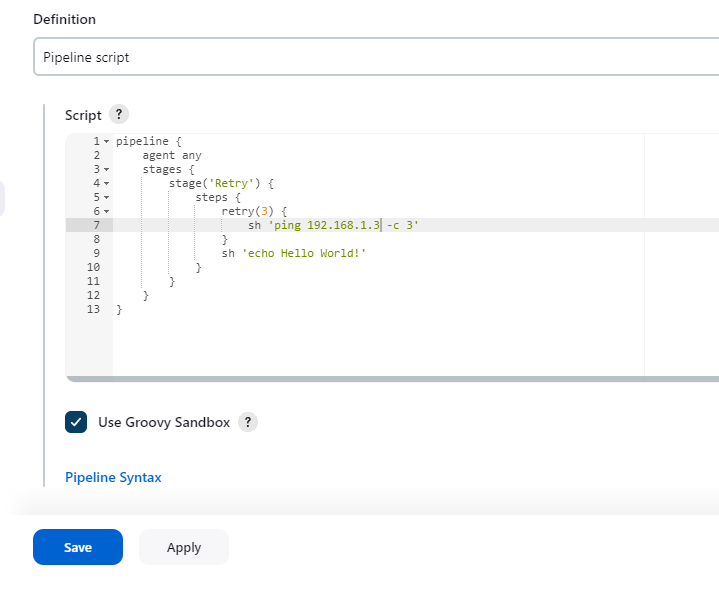 Definition
Pipeline script
Script ?
1 pipeline {
2     agent any
3     stages {
4         stage('Retry') {
5             steps {
6                 retry(3) {
7                     sh 'ping 192.168.1.3 -c 3'
8                 }
9                 sh 'echo Hello World!'
10             }
11         }
12     }
13 }
Use Groovy Sandbox ?
Pipeline Syntax
Save Apply